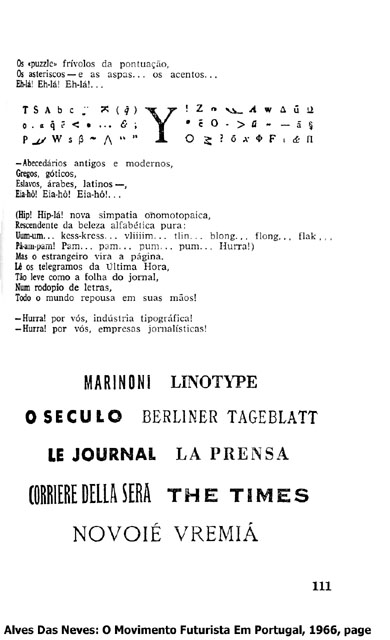 Os «puzzle» frívolos da pontuação,
Os asteriscos — e as aspas... os acentos...
Eh-lá! Eh-lá! Eh-lá!...
T S A b c
Y
W s β ~ Λ " "
— Abecedários antigos e modernos,
Gregos, góticos,
Eslavos, árabes, latinos —,
Eia-hô! Eia-hô! Eia-hô!...
(Hip! Hip-lá! nova simpatia onomotopaica,
Rescendente da beleza alfabética pura:
Uum-um... kess-kress... vliiiim... tlin... blong... flong... flak...
Pâ-am-pam! Pam... pam... pum... pum... Hurra!)
Mas o estrangeiro vira a página,
Lê os telegramos da Última Hora,
Tão leve como a folha do jornal,
Num rodopio de letras,
Todo o mundo repousa em suas mãos!
— Hurra! por vós, indústria tipográfica!
— Hurra! por vós, empresas jornalísticas!
MARINONI LINOTYPE
O SECULO BERLINER TAGEBLATT
LE JOURNAL LA PRENSA
CORRIERE DELLA SERA THE TIMES
NOVOIÉ VREMIÁ
111
Alves Das Neves: O Movimento Futurista Em Portugal, 1966, page